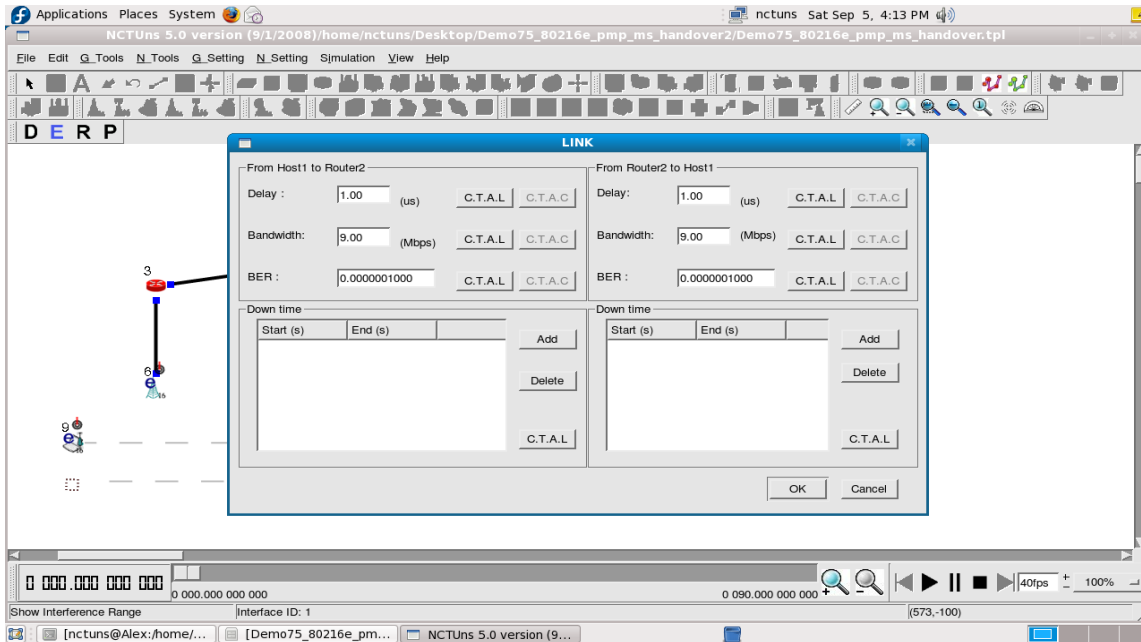 Applications Places System nctuns Sat Sep 5, 4:13 PM
NCTUns 5.0 version (9/1/2008)/home/nctuns/Desktop/Demo75_80216e_pmp_ms_handover2/Demo75_80216e_pmp_ms_handover.tpl
File Edit G_Tools N_Tools G_Setting N_Setting Simulation View Help
A
D E R P
LINK
From Host1 to Router2
Delay : 1.00 (us) C.T.A.L C.T.A.C
Bandwidth: 9.00 (Mbps) C.T.A.L C.T.A.C
BER : 0.0000001000 C.T.A.L C.T.A.C
Down time
Start (s) End (s)
Add
Delete
C.T.A.L
From Router2 to Host1
Delay: 1.00 (us) C.T.A.L C.T.A.C
Bandwidth: 9.00 (Mbps) C.T.A.L C.T.A.C
BER : 0.0000001000 C.T.A.L C.T.A.C
Down time
Start (s) End (s)
Add
Delete
C.T.A.L
OK Cancel
3
6
e
16
9
e
16
0 000.000 000 000
0 000.000 000 000
0 090.000 000 000
40fps 100%
Show Interference Range Interface ID: 1 (573,-100)
[nctuns@Alex:/home/... [Demo75_80216e_pm... NCTUns 5.0 version (9...